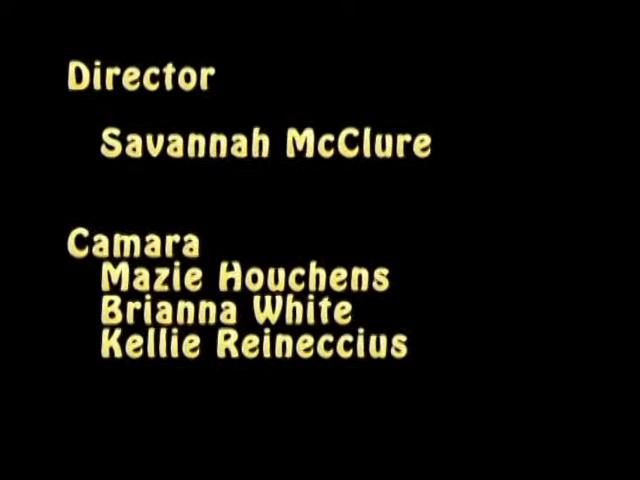 Director
Savannah McClure
Camara
Mazie Houchens
Brianna White
Kellie Reineccius